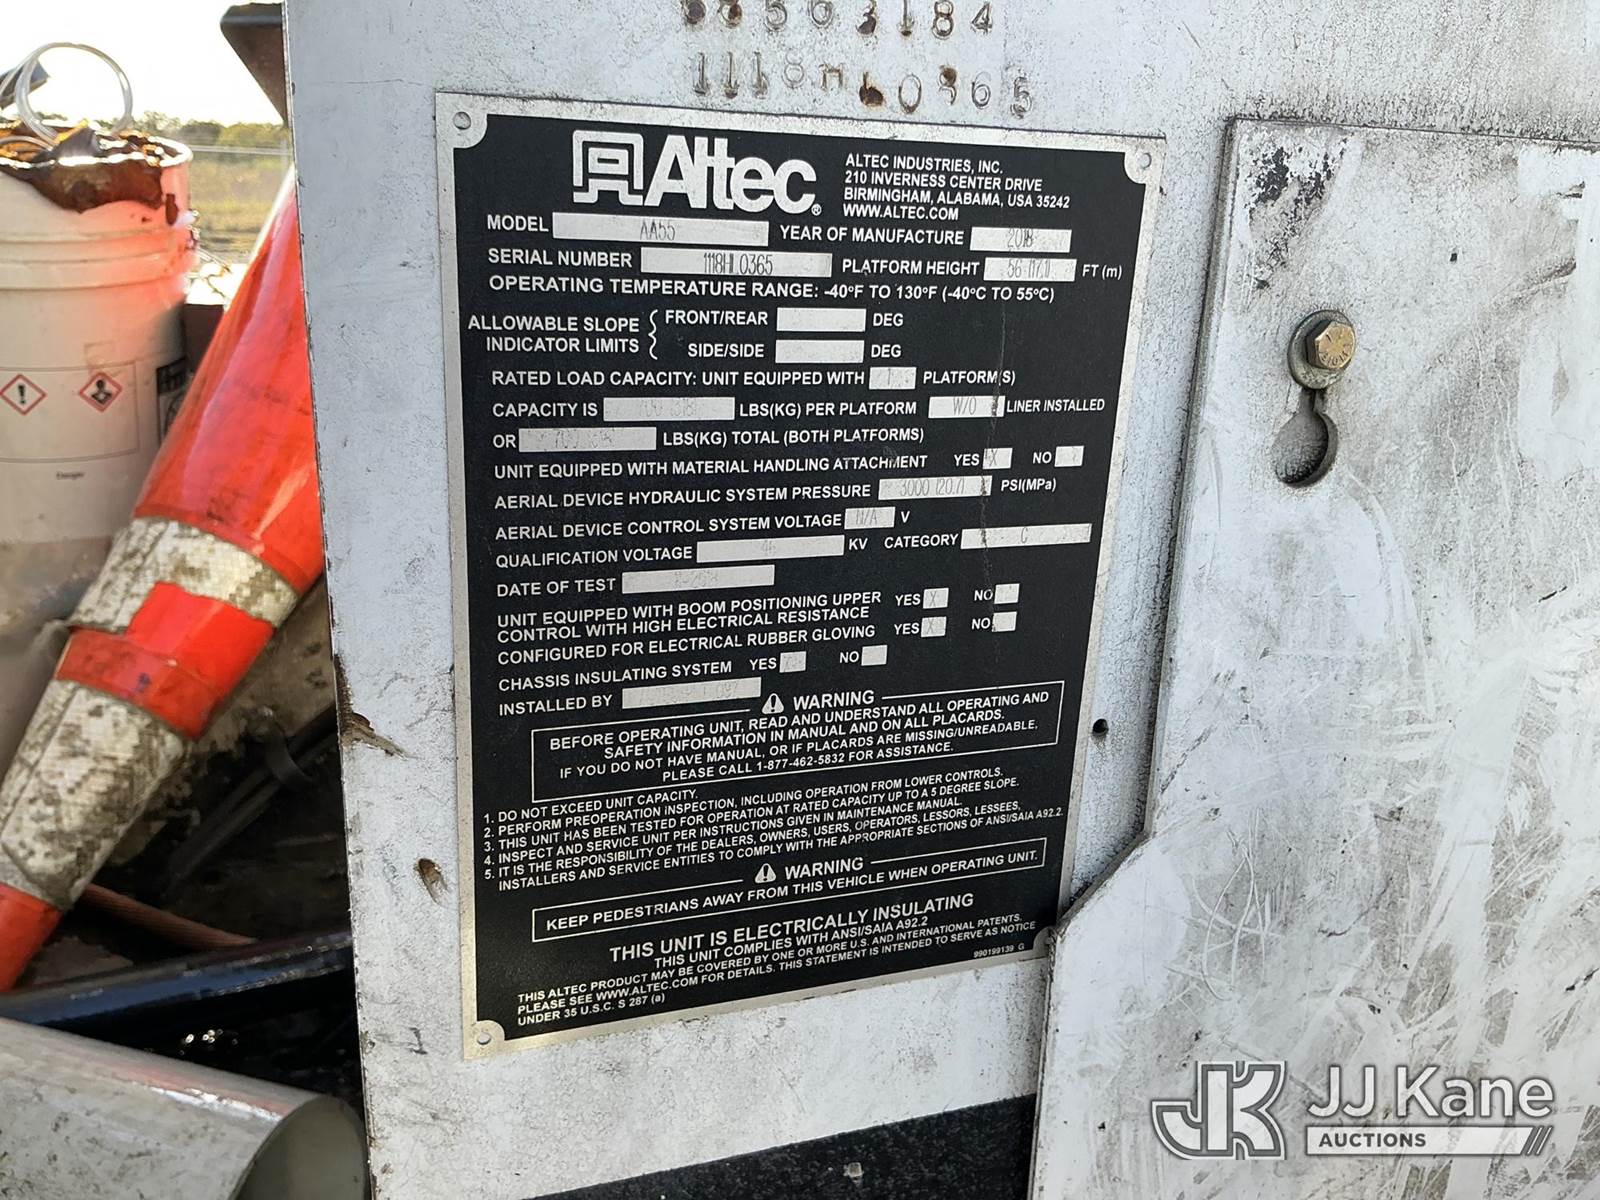 1118HL0365
Altec®
ALTEC INDUSTRIES, INC.
210 INVERNESS CENTER DRIVE
BIRMINGHAM, ALABAMA, USA 35242
WWW.ALTEC.COM
MODEL AA55 YEAR OF MANUFACTURE 2018
SERIAL NUMBER 1118HL0365 PLATFORM HEIGHT 56 (17.1) FT (m)
OPERATING TEMPERATURE RANGE: -40°F TO 130°F (-40°C TO 55°C)
ALLOWABLE SLOPE INDICATOR LIMITS { FRONT/REAR DEG
SIDE/SIDE DEG
RATED LOAD CAPACITY: UNIT EQUIPPED WITH 1 PLATFORM(S)
CAPACITY IS 700 (318) LBS(KG) PER PLATFORM W/O LINER INSTALLED
OR 700 LBS(KG) TOTAL (BOTH PLATFORMS)
UNIT EQUIPPED WITH MATERIAL HANDLING ATTACHMENT YES X NO
AERIAL DEVICE HYDRAULIC SYSTEM PRESSURE 3000 (20.7) PSI(MPa)
AERIAL DEVICE CONTROL SYSTEM VOLTAGE N/A V
QUALIFICATION VOLTAGE 46 KV CATEGORY C
DATE OF TEST
UNIT EQUIPPED WITH BOOM POSITIONING UPPER
CONTROL WITH HIGH ELECTRICAL RESISTANCE YES X NO
CONFIGURED FOR ELECTRICAL RUBBER GLOVING YES X NO
CHASSIS INSULATING SYSTEM YES NO
INSTALLED BY
WARNING
BEFORE OPERATING UNIT, READ AND UNDERSTAND ALL OPERATING AND
SAFETY INFORMATION IN MANUAL AND ON ALL PLACARDS.
IF YOU DO NOT HAVE MANUAL, OR IF PLACARDS ARE MISSING/UNREADABLE,
PLEASE CALL 1-877-462-5832 FOR ASSISTANCE.
1. DO NOT EXCEED UNIT CAPACITY.
2. PERFORM PREOPERATION INSPECTION, INCLUDING OPERATION FROM LOWER CONTROLS.
3. THIS UNIT HAS BEEN TESTED FOR OPERATION AT RATED CAPACITY UP TO A 5 DEGREE SLOPE.
4. INSPECT AND SERVICE UNIT PER INSTRUCTIONS GIVEN IN MAINTENANCE MANUAL.
5. IT IS THE RESPONSIBILITY OF THE DEALERS, OWNERS, USERS, OPERATORS, LESSORS, LESSEES,
INSTALLERS AND SERVICE ENTITIES TO COMPLY WITH THE APPROPRIATE SECTIONS OF ANSI/SAIA A92.2.
WARNING
KEEP PEDESTRIANS AWAY FROM THIS VEHICLE WHEN OPERATING UNIT.
THIS UNIT IS ELECTRICALLY INSULATING
THIS UNIT COMPLIES WITH ANSI/SAIA A92.2
THIS ALTEC PRODUCT MAY BE COVERED BY ONE OR MORE U.S. AND INTERNATIONAL PATENTS.
PLEASE SEE WWW.ALTEC.COM FOR DETAILS. THIS STATEMENT IS INTENDED TO SERVE AS NOTICE
UNDER 35 U.S.C. S 287 (a)
990199139 G
JK JJ Kane
AUCTIONS